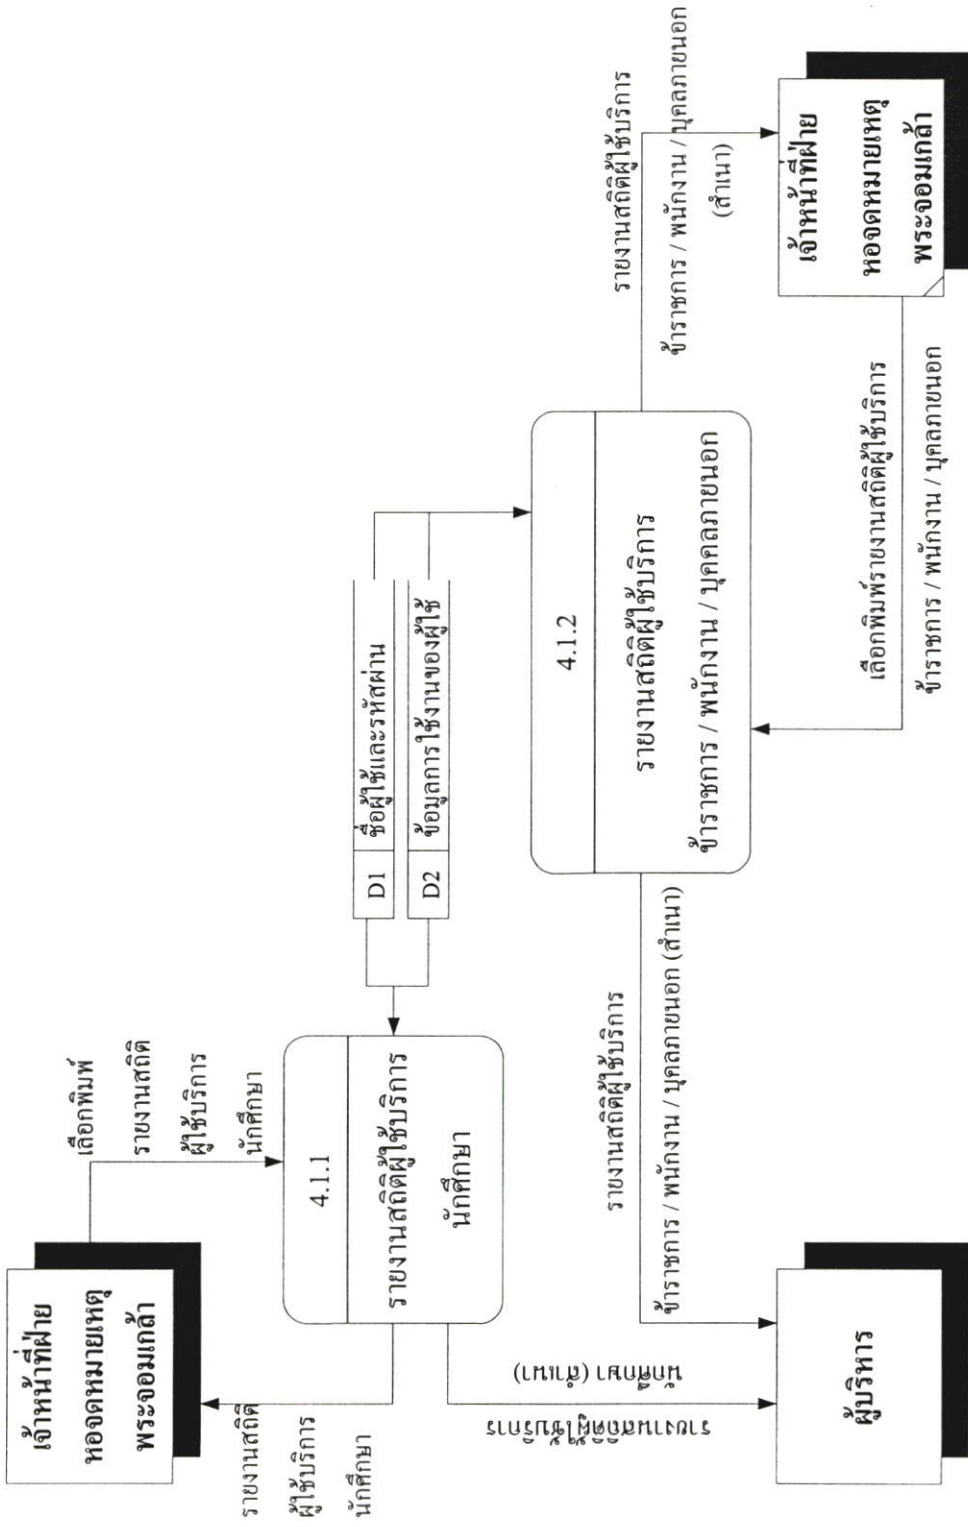 เจ้าหน้าที่ฝ่าย
หอจดหมายเหตุ
พระจอมเกล้า
เลือกพิมพ์
รายงานสถิติ
ผู้ใช้บริการ
นักศึกษา
รายงานสถิติ
ผู้ใช้บริการ
นักศึกษา
4.1.1
รายงานสถิติผู้ใช้บริการ
นักศึกษา
D1 ชื่อผู้ใช้และรหัสผ่าน
D2 ข้อมูลการใช้งานของผู้ใช้
รายงานสถิติผู้ใช้บริการ
นักศึกษา (สำเนา)
4.1.2
รายงานสถิติผู้ใช้บริการ
ข้าราชการ / พนักงาน / บุคคลภายนอก
รายงานสถิติผู้ใช้บริการ
ข้าราชการ / พนักงาน / บุคลภายนอก
(สำเนา)
รายงานสถิติผู้ใช้บริการ
ข้าราชการ / พนักงาน / บุคลภายนอก (สำเนา)
ผู้บริหาร
เจ้าหน้าที่ฝ่าย
หอจดหมายเหตุ
พระจอมเกล้า
เลือกพิมพ์รายงานสถิติผู้ใช้บริการ
ข้าราชการ / พนักงาน / บุคลภายนอก